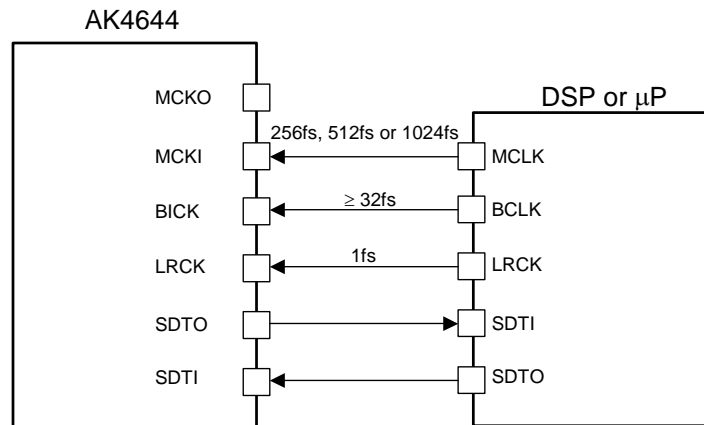 AK4644
DSP or μP
MCKO
256fs, 512fs or 1024fs
MCKI
MCLK
≥ 32fs
BICK
BCLK
1fs
LRCK
LRCK
SDTO
SDTI
SDTI
SDTO